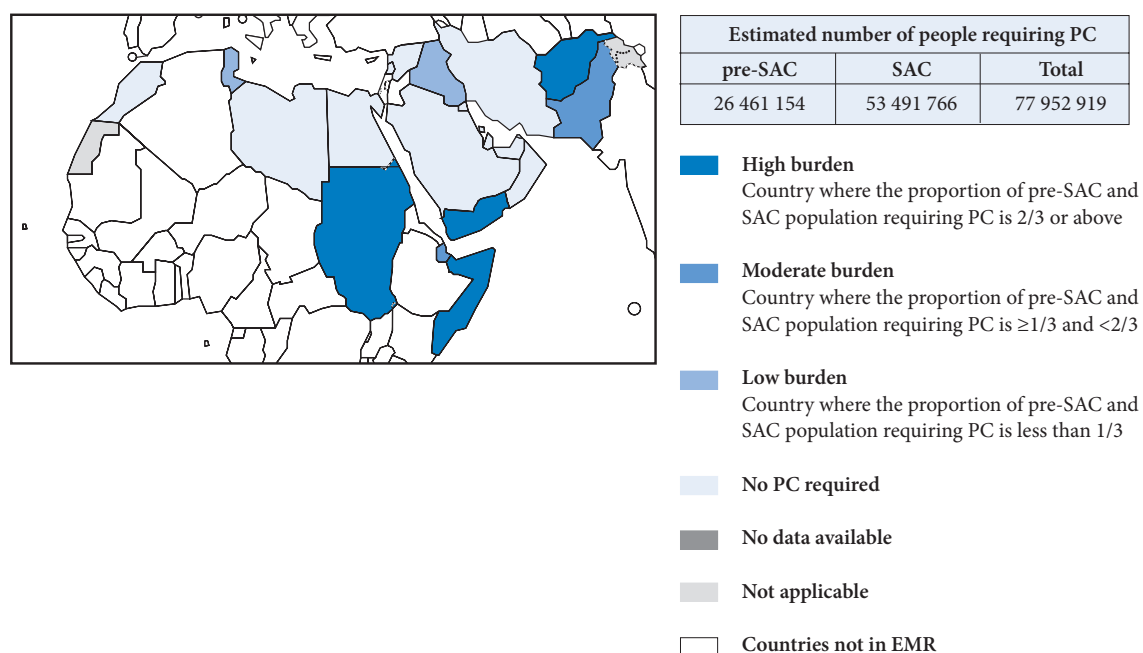 Estimated number of people requiring PC
pre-SAC SAC Total
26 461 154 53 491 766 77 952 919
High burden
Country where the proportion of pre-SAC and
SAC population requiring PC is 2/3 or above
Moderate burden
Country where the proportion of pre-SAC and
SAC population requiring PC is ≥1/3 and <2/3
Low burden
Country where the proportion of pre-SAC and
SAC population requiring PC is less than 1/3
No PC required
No data available
Not applicable
Countries not in EMR